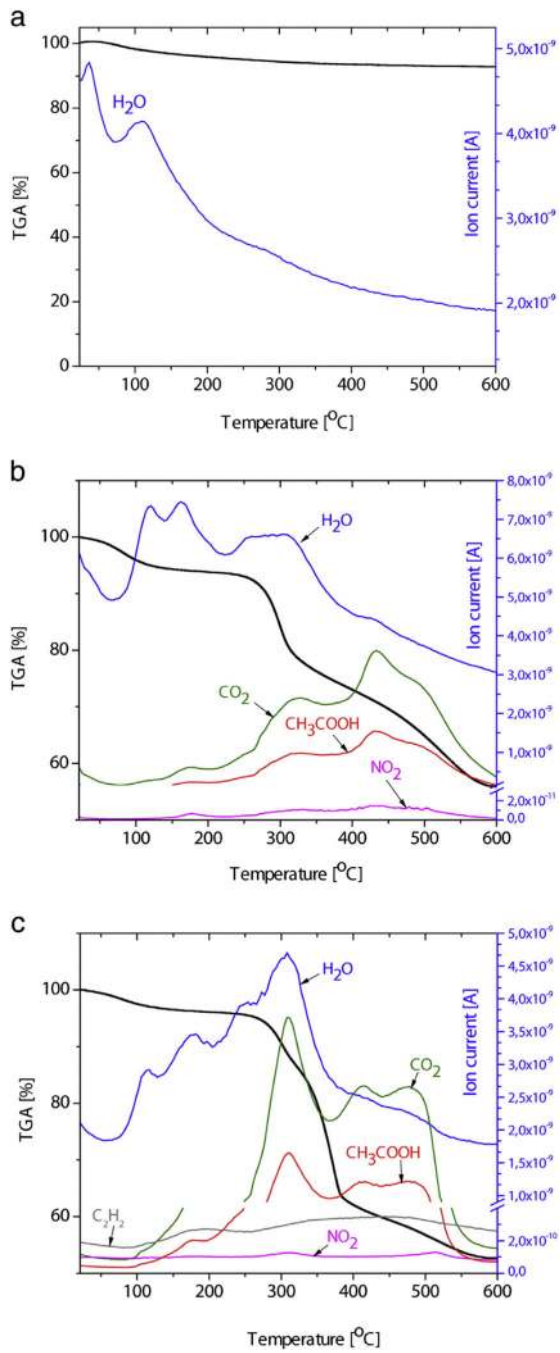 a
100
80
60
40
20
0
TGA [%]
H₂O
5,0x10⁻⁹
4,0x10⁻⁹
3,0x10⁻⁹
2,0x10⁻⁹
Ion current [A]
100 200 300 400 500 600
Temperature [°C]
b
100
80
60
TGA [%]
H₂O
CO₂
CH₃COOH
NO₂
8,0x10⁻⁹
7,0x10⁻⁹
6,0x10⁻⁹
5,0x10⁻⁹
4,0x10⁻⁹
3,0x10⁻⁹
2,0x10⁻⁹
1,0x10⁻⁹
2,0x10⁻¹¹
0,0
Ion current [A]
100 200 300 400 500 600
Temperature [°C]
c
100
80
60
TGA [%]
H₂O
CO₂
CH₃COOH
C₂H₂
NO₂
5,0x10⁻⁹
4,5x10⁻⁹
4,0x10⁻⁹
3,5x10⁻⁹
3,0x10⁻⁹
2,5x10⁻⁹
2,0x10⁻⁹
1,5x10⁻⁹
1,0x10⁻⁹
2,0x10⁻¹⁰
0,0
Ion current [A]
100 200 300 400 500 600
Temperature [°C]